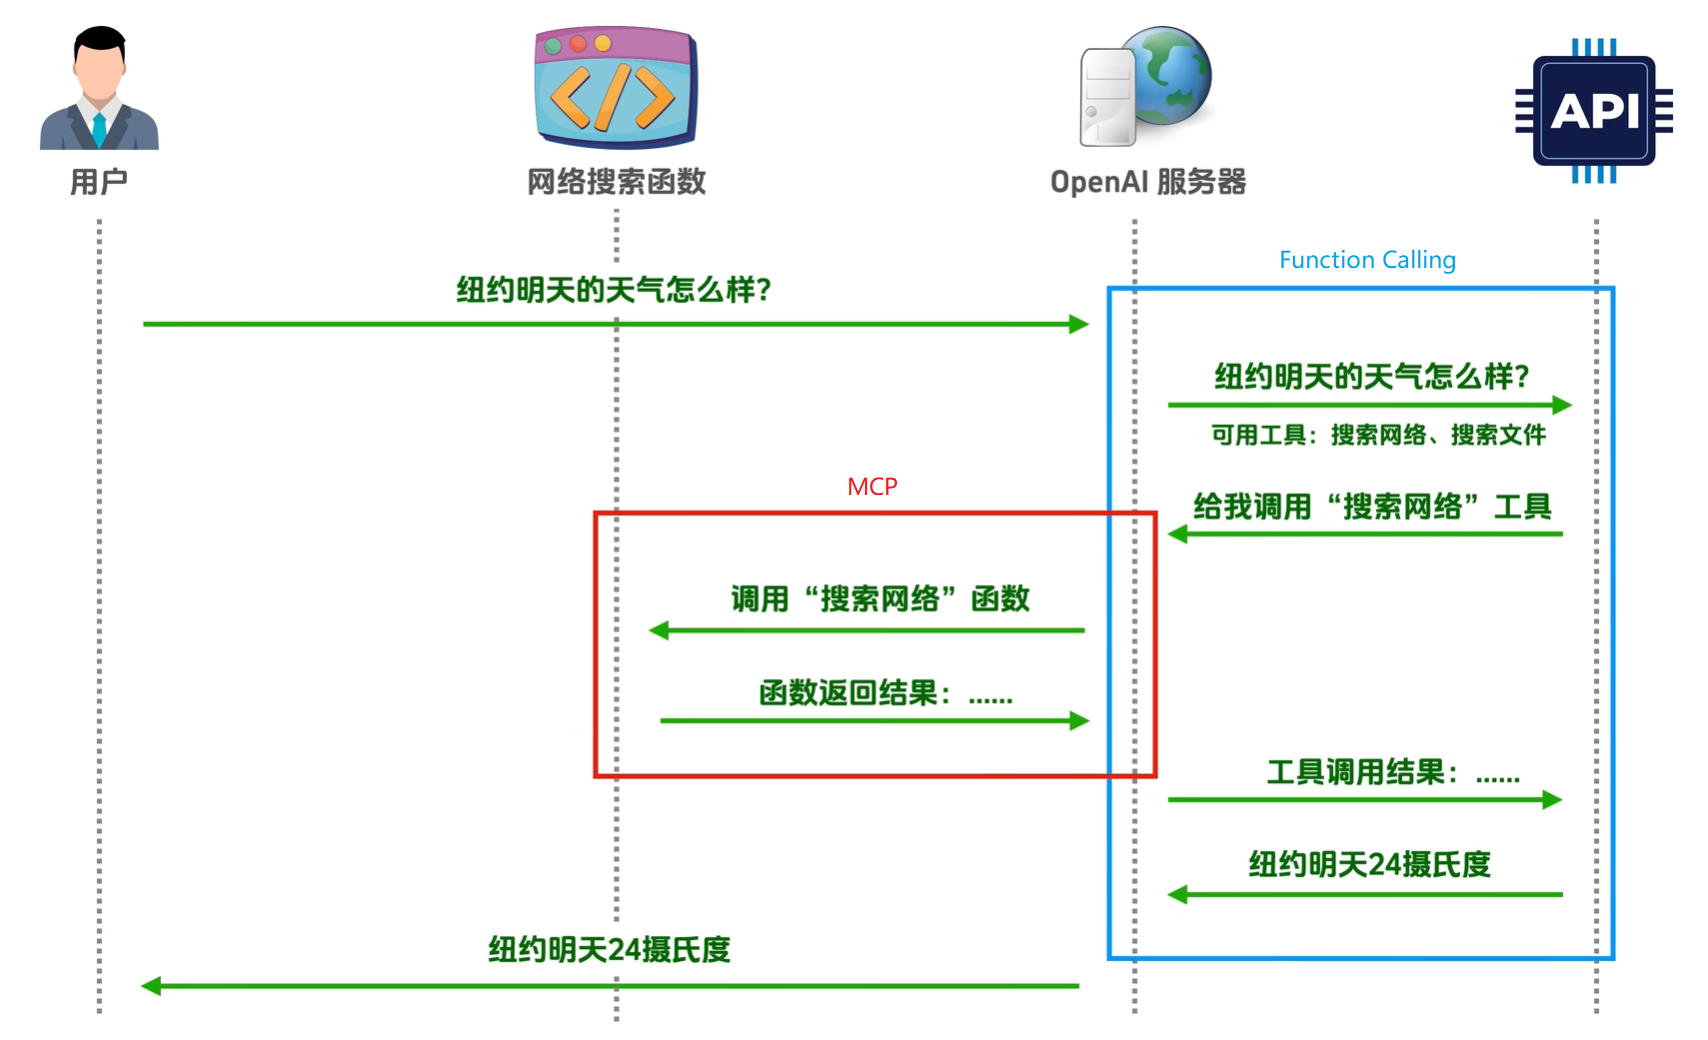 API
用户
网络搜索函数
OpenAI 服务器
Function Calling
纽约明天的天气怎么样？
纽约明天的天气怎么样？
可用工具：搜索网络、搜索文件
MCP
给我调用“搜索网络”工具
调用“搜索网络”函数
函数返回结果：......
工具调用结果：......
纽约明天24摄氏度
纽约明天24摄氏度